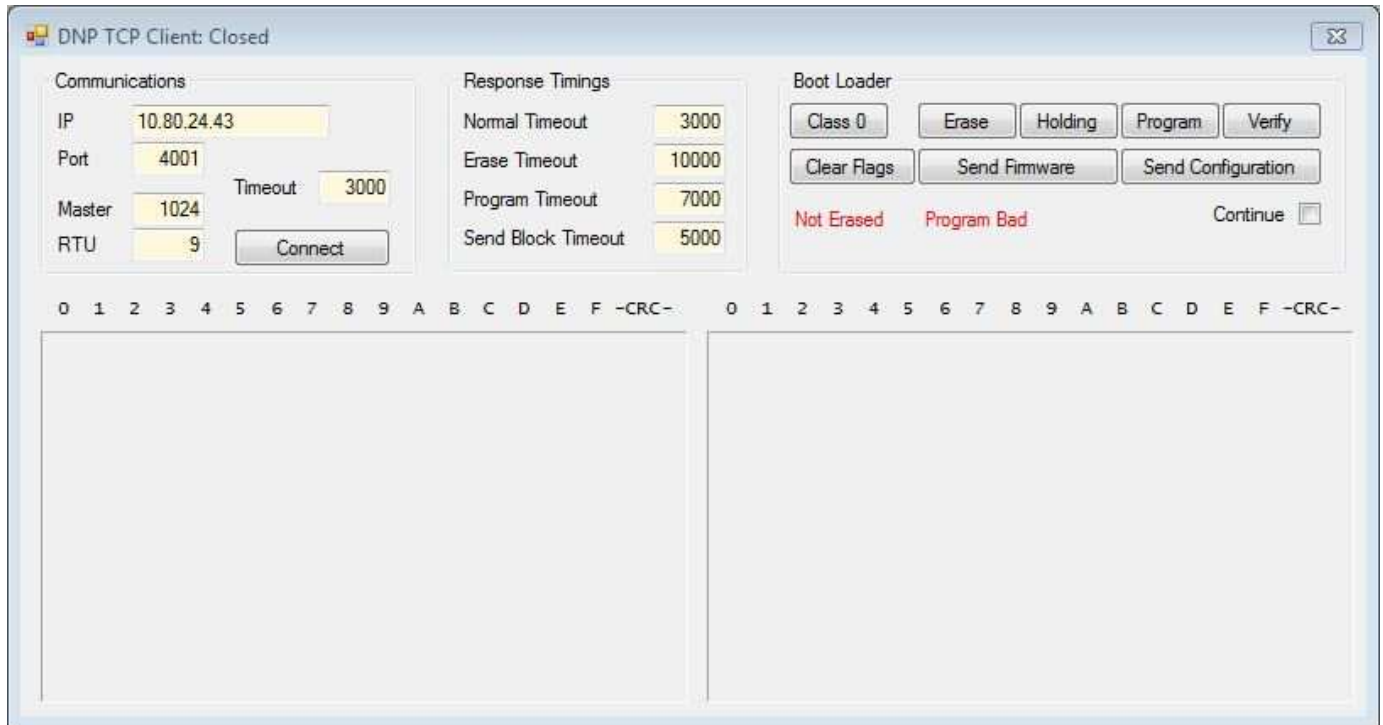 DNP TCP Client: Closed
Communications
IP 10.80.24.43
Port 4001
Timeout 3000
Master 1024
RTU 9
Connect
Response Timings
Normal Timeout 3000
Erase Timeout 10000
Program Timeout 7000
Send Block Timeout 5000
Boot Loader
Class 0 Erase Holding Program Verify
Clear Flags Send Firmware Send Configuration
Not Erased Program Bad Continue
0 1 2 3 4 5 6 7 8 9 A B C D E F -CRC-
0 1 2 3 4 5 6 7 8 9 A B C D E F -CRC-